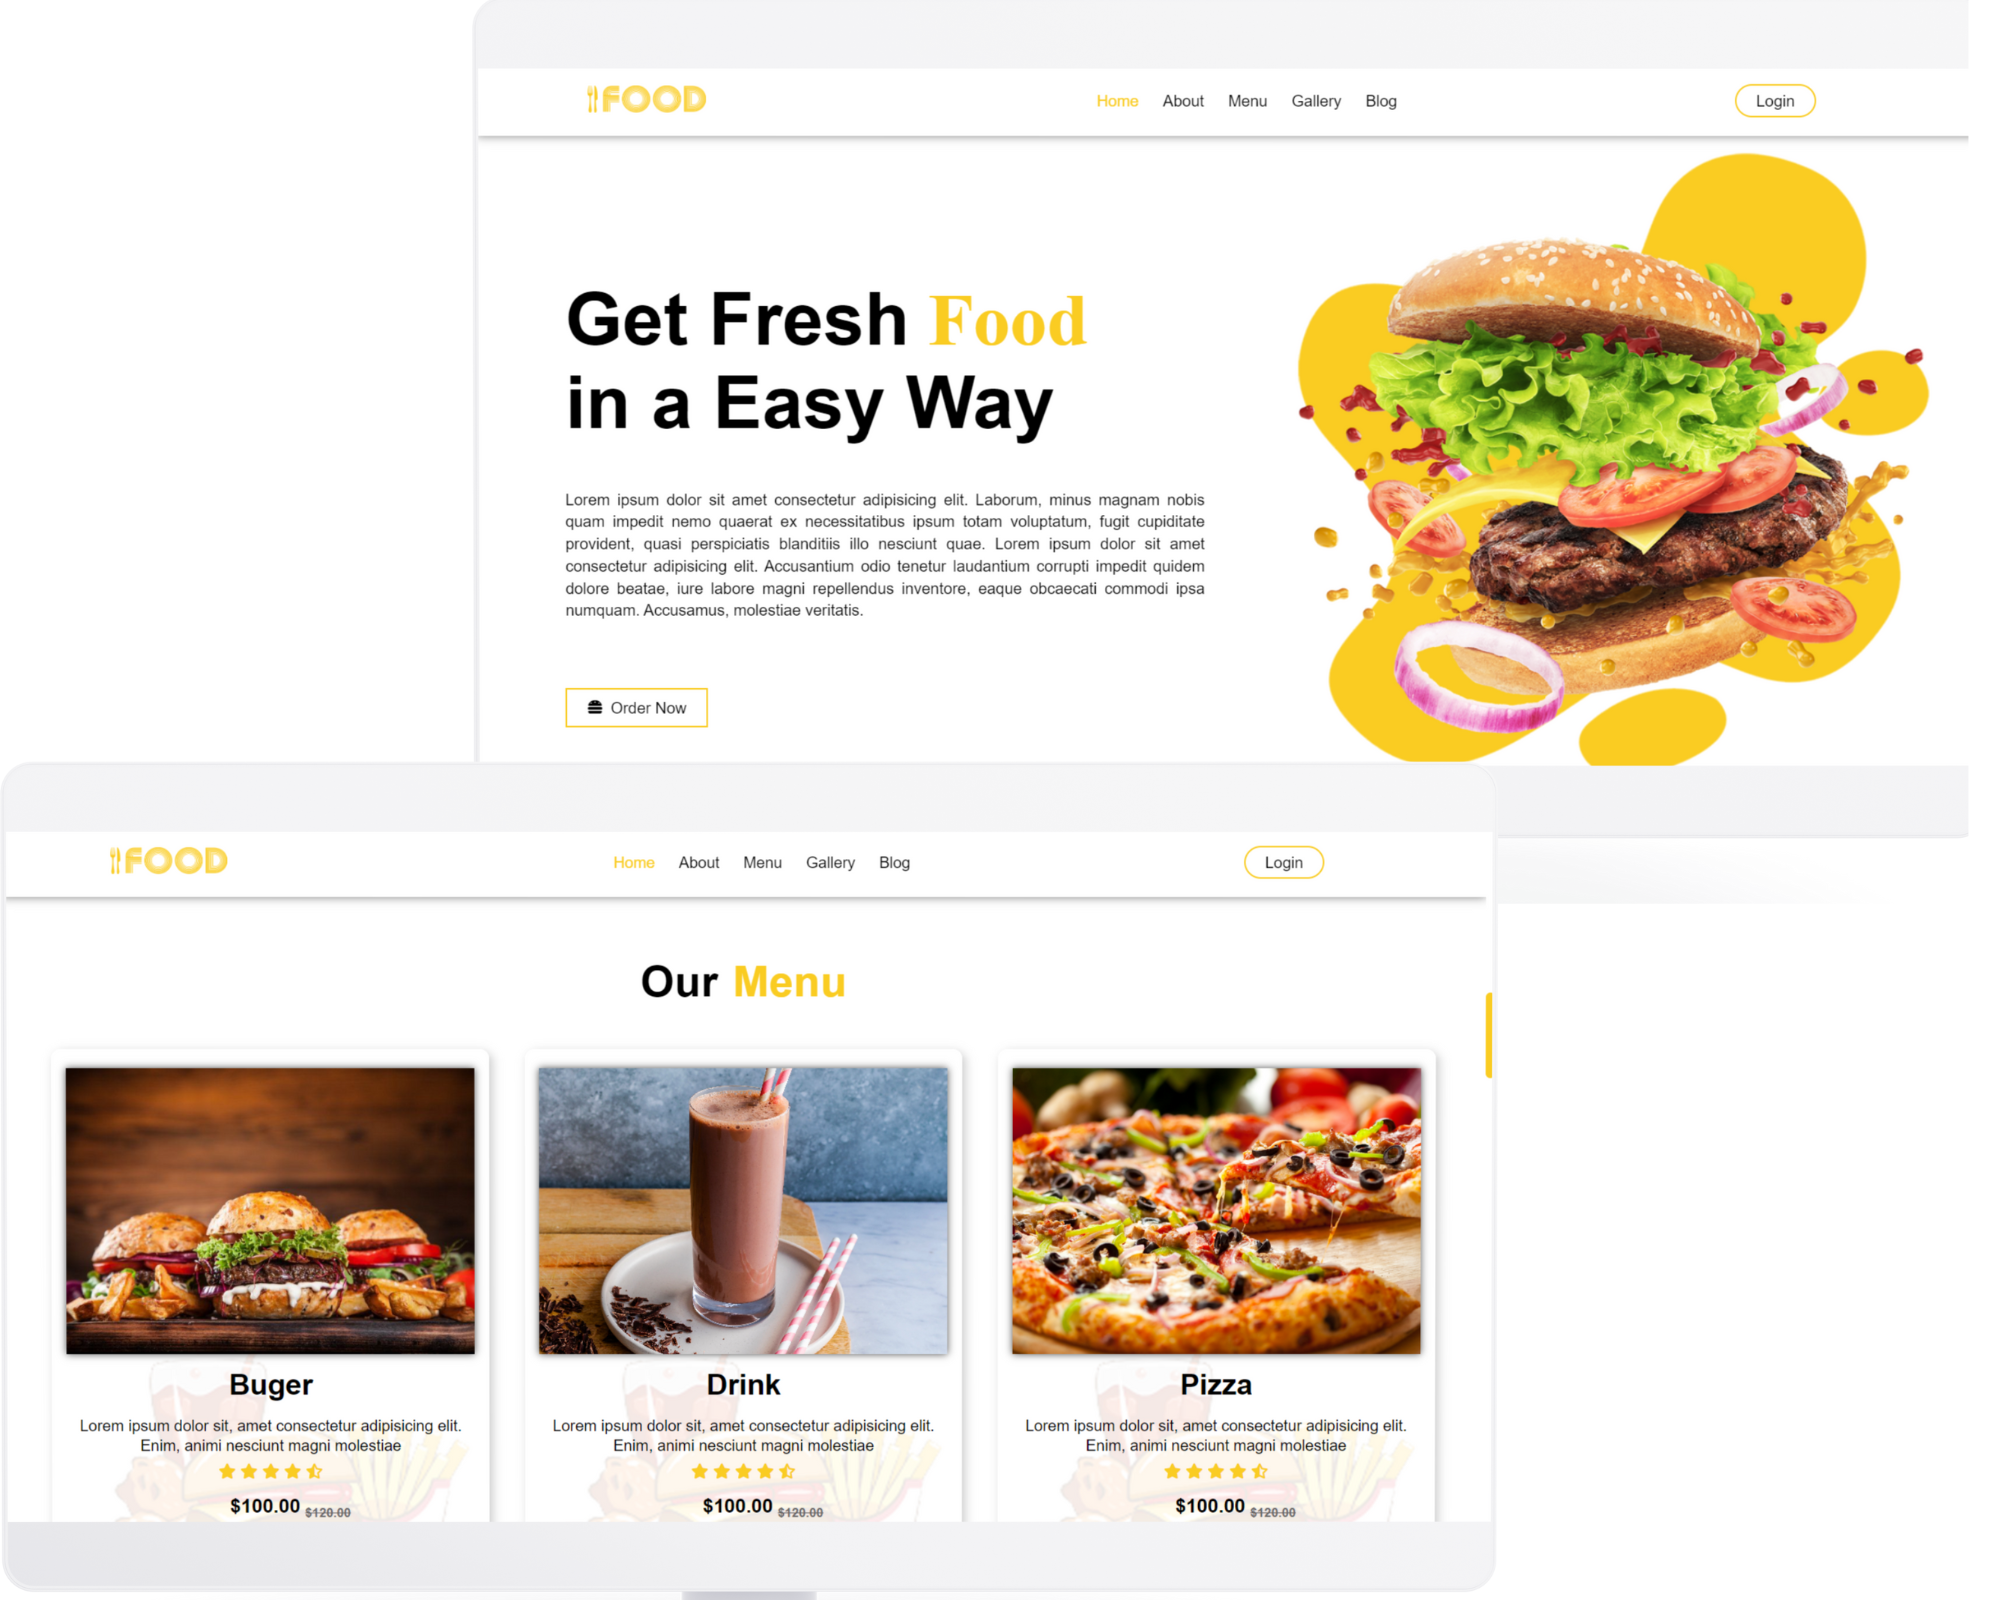 FOOD
Home About Menu Gallery Blog
Login
Get Fresh Food
in a Easy Way
Lorem ipsum dolor sit amet consectetur adipisicing elit. Laborum, minus magnam nobis
quam impedit nemo quaerat ex necessitatibus ipsum totam voluptatum, fugit cupiditate
provident, quasi perspiciatis blanditiis illo nesciunt quae. Lorem ipsum dolor sit amet
consectetur adipisicing elit. Accusantium odio tenetur laudantium corrupti impedit quidem
dolore beatae, iure labore magni repellendus inventore, eaque obcaecati commodi ipsa
numquam. Accusamus, molestiae veritatis.
Order Now
FOOD
Home About Menu Gallery Blog
Login
Our Menu
Buger
Lorem ipsum dolor sit, amet consectetur adipisicing elit.
Enim, animi nesciunt magni molestiae
$100.00 $120.00
Drink
Lorem ipsum dolor sit, amet consectetur adipisicing elit.
Enim, animi nesciunt magni molestiae
$100.00 $120.00
Pizza
Lorem ipsum dolor sit, amet consectetur adipisicing elit.
Enim, animi nesciunt magni molestiae
$100.00 $120.00